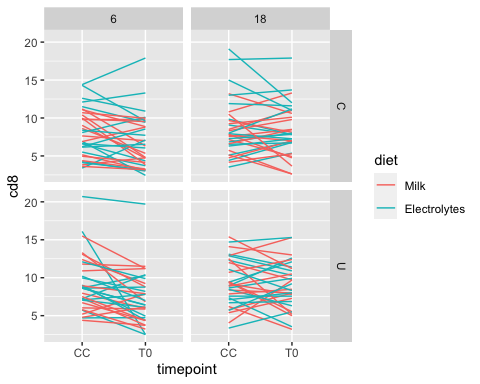 6 18
20
15
10
5
C
20
15
10
5
U
cd8
CC T0 CC T0
timepoint
diet
Milk
Electrolytes